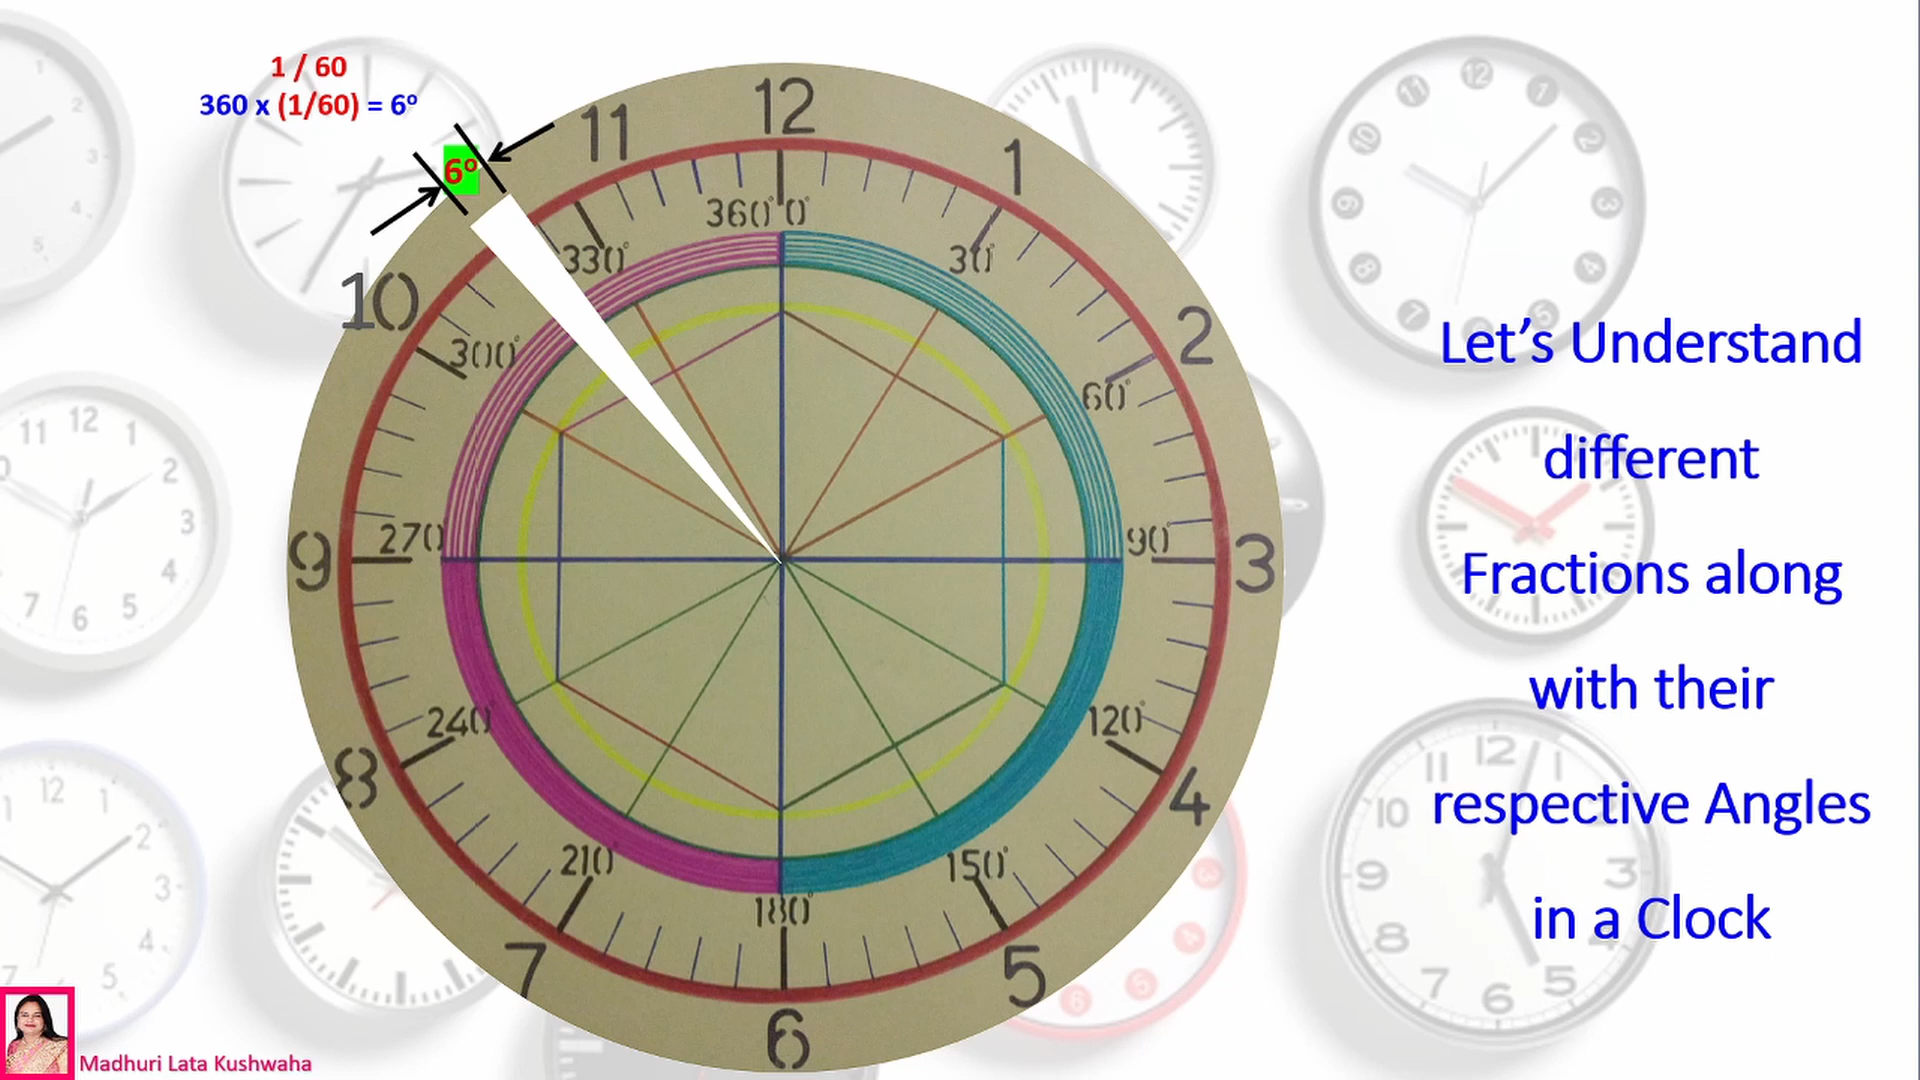 1 / 60
360 x (1/60) = 6º
6º
12
11
1
10
2
9
3
8
4
7
5
6
360° 0°
330°
30°
300°
60°
270
90°
240°
120°
210°
150°
180°
Let’s Understand
different
Fractions along
with their
respective Angles
in a Clock
Madhuri Lata Kushwaha